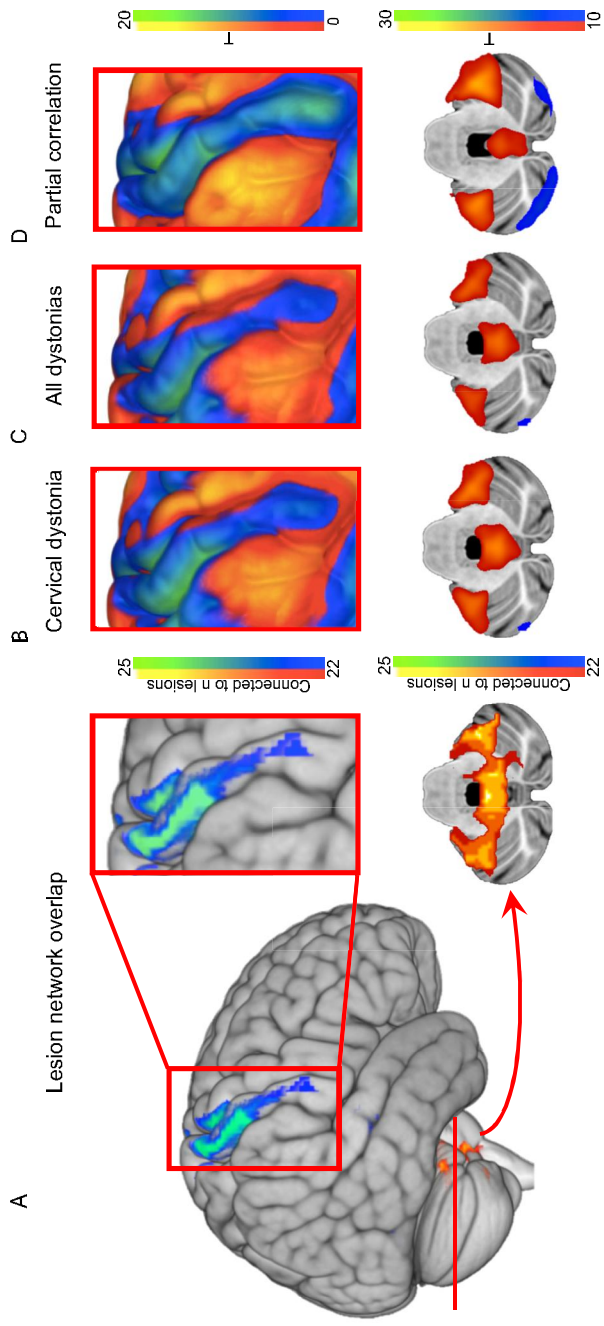 A
Lesion network overlap
25
Connected to n lesions
22
25
Connected to n lesions
22
B
Cervical dystonia
C
All dystonias
D
Partial correlation
20
T
0
30
T
10